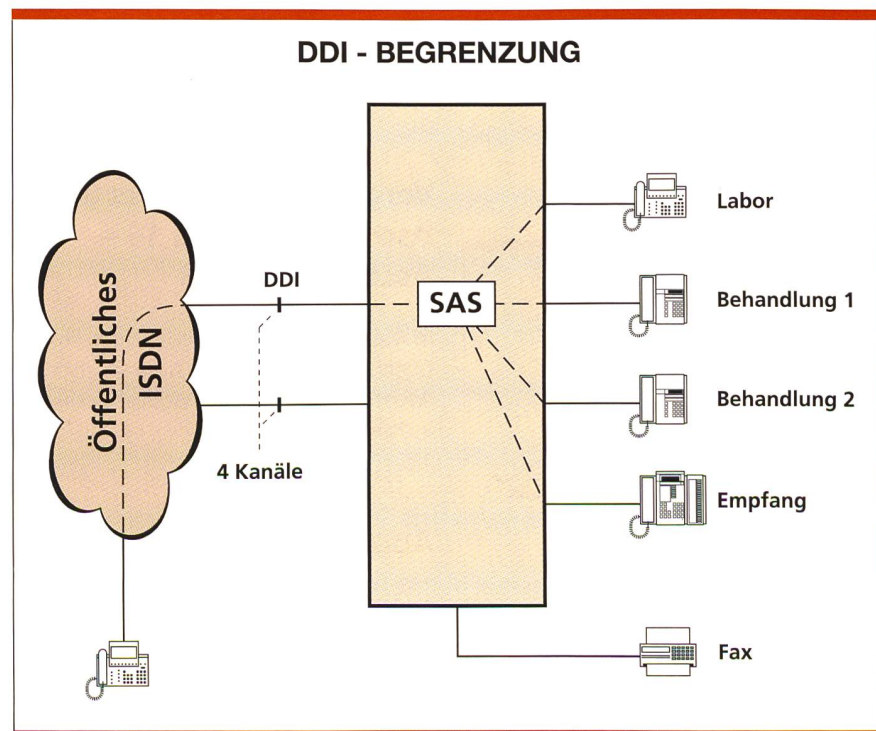 DDI - BEGRENZUNG
Labor
DDI
SAS
Behandlung 1
Öffentliches
ISDN
Behandlung 2
4 Kanäle
Empfang
Fax